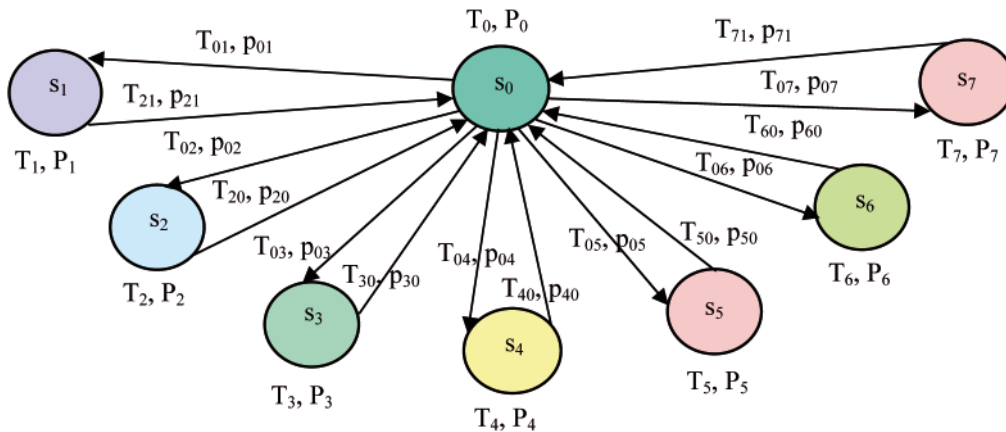 T₀, P₀
T₀₁, p₀₁
T₇₁, p₇₁
s₁
s₀
s₇
T₂₁, p₂₁
T₀₇, p₀₇
T₀₂, p₀₂
T₆₀, p₆₀
T₁, P₁
T₇, P₇
T₀₆, p₀₆
T₂₀, p₂₀
s₂
s₆
T₀₃, p₀₃
T₀₄, p₀₄
T₀₅, p₀₅
T₅₀, p₅₀
T₃₀, p₃₀
T₂, P₂
T₆, P₆
T₄₀, p₄₀
s₃
s₅
s₄
T₃, P₃
T₅, P₅
T₄, P₄